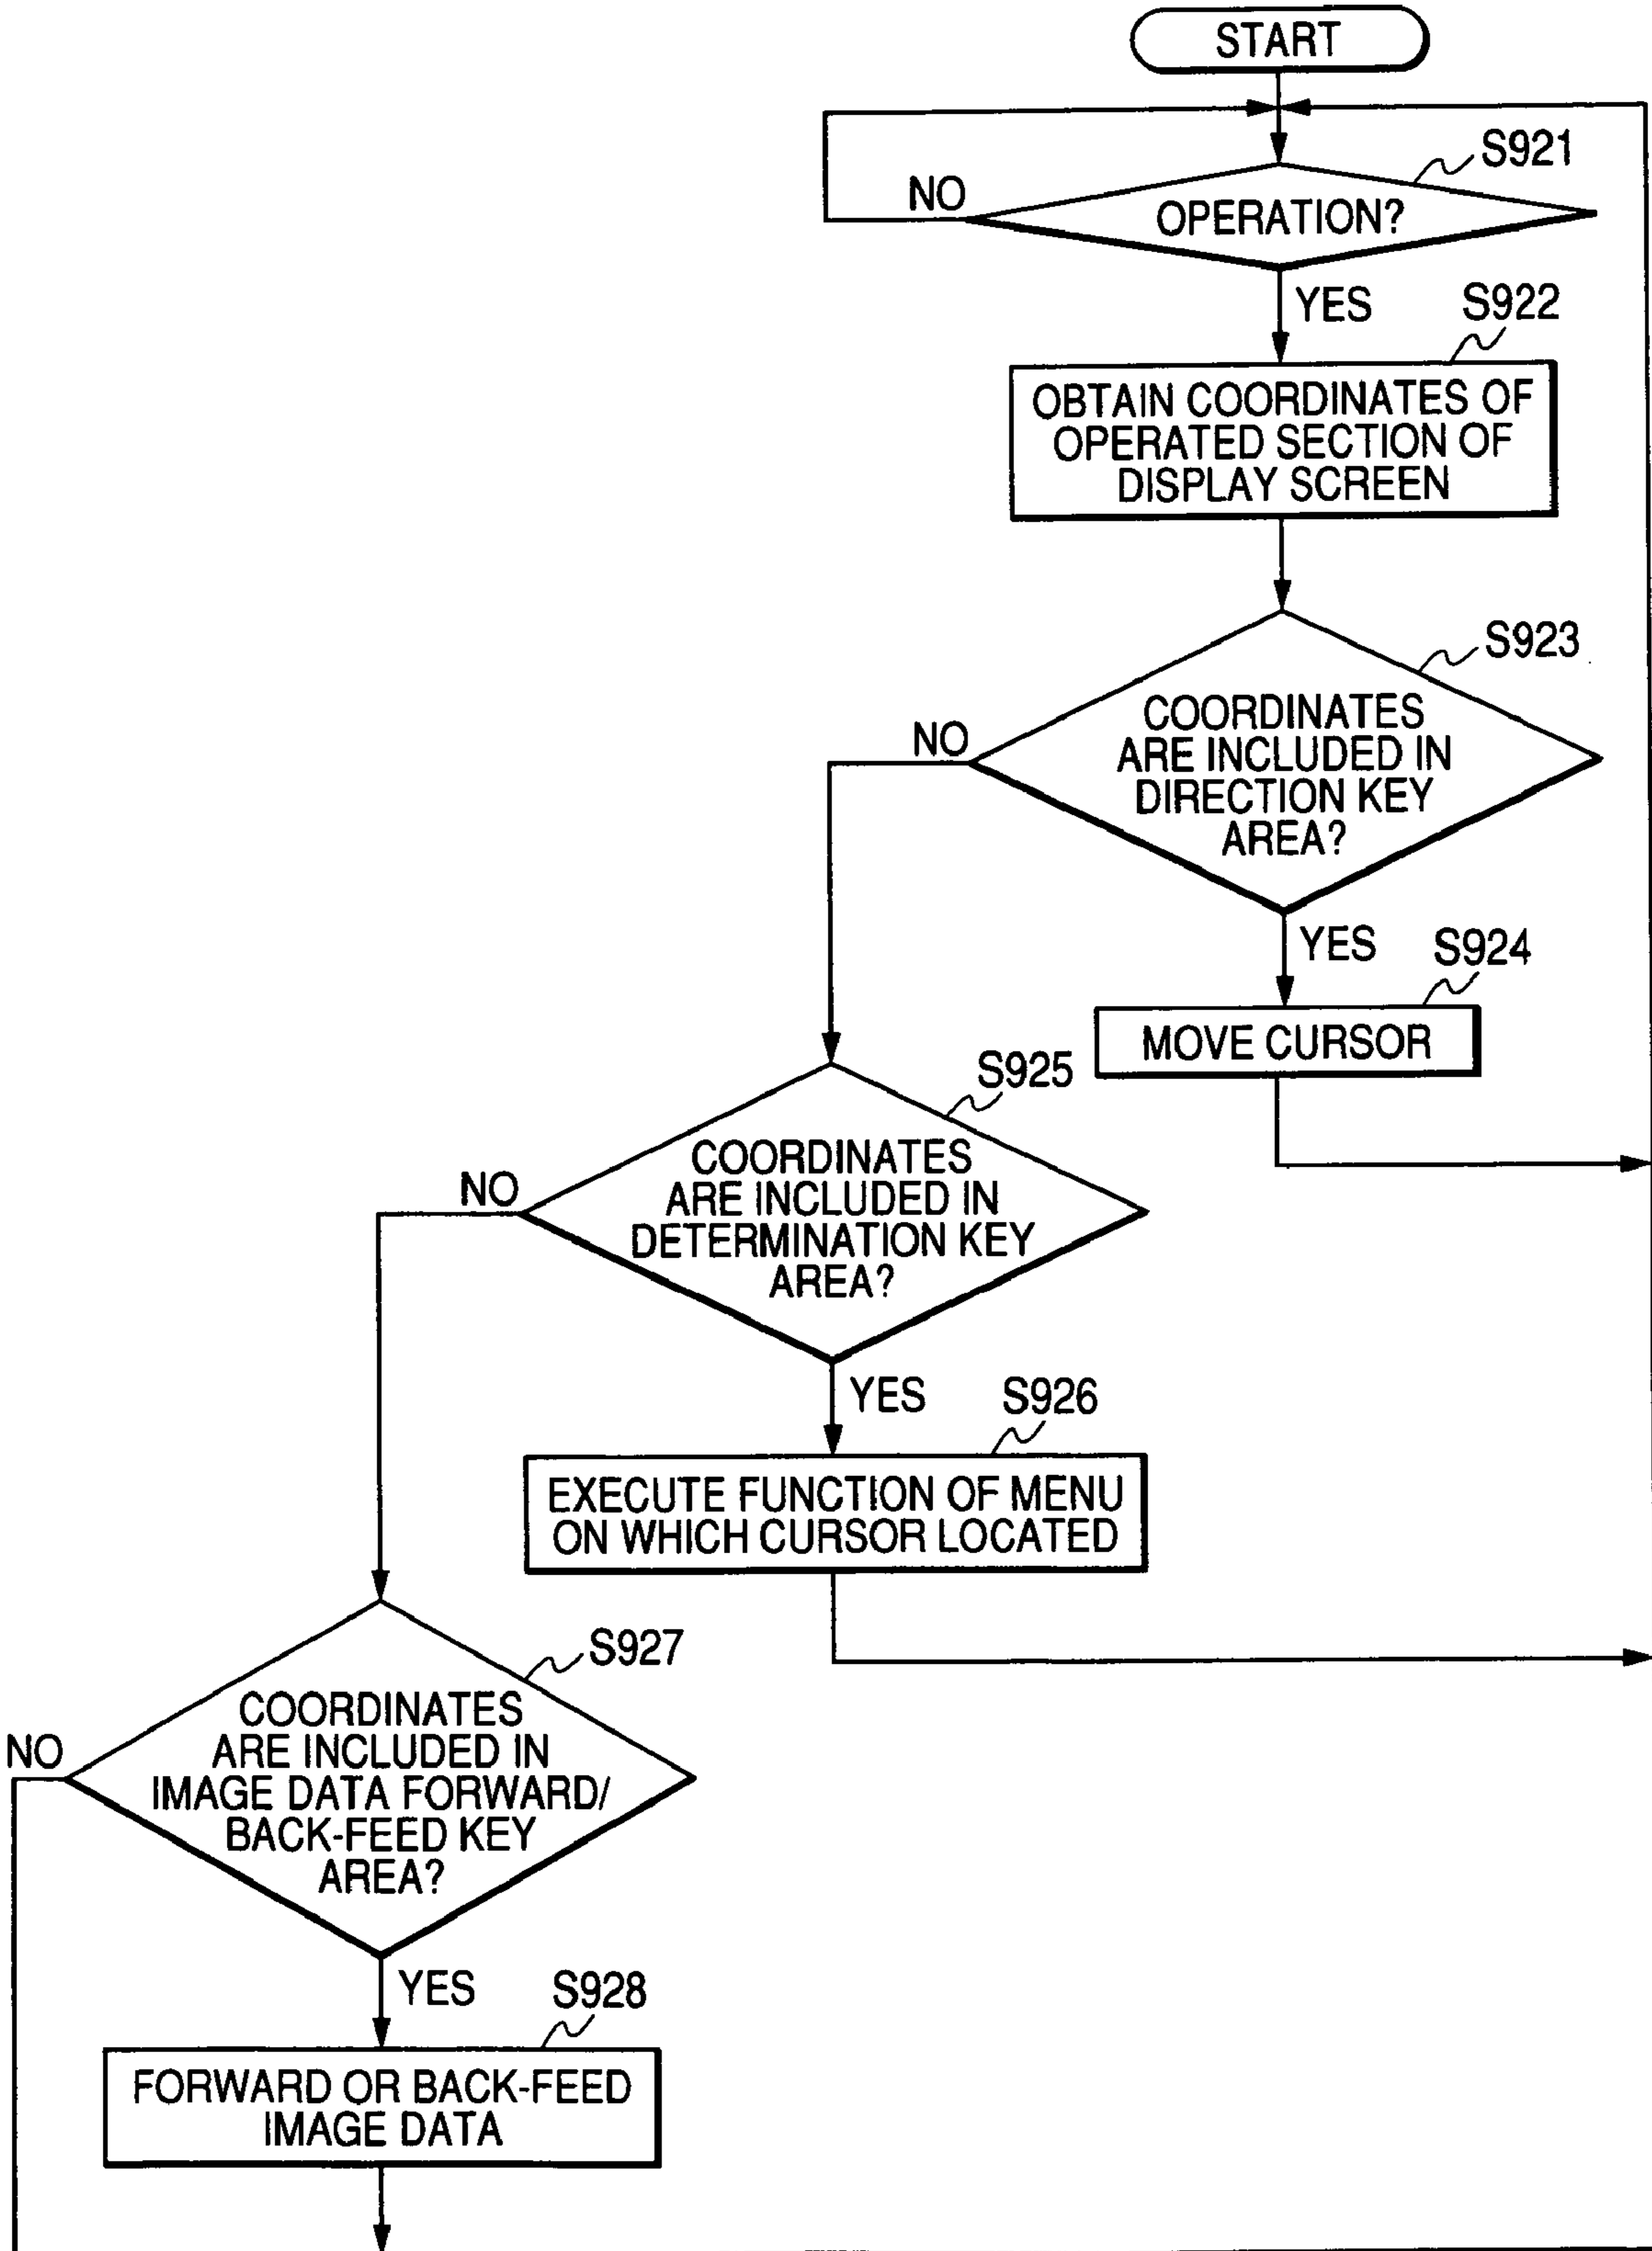 START
S921
NO
OPERATION?
YES
S922
OBTAIN COORDINATES OF
OPERATED SECTION OF
DISPLAY SCREEN
S923
NO
COORDINATES
ARE INCLUDED IN
DIRECTION KEY
AREA?
YES
S924
MOVE CURSOR
S925
NO
COORDINATES
ARE INCLUDED IN
DETERMINATION KEY
AREA?
YES
S926
EXECUTE FUNCTION OF MENU
ON WHICH CURSOR LOCATED
S927
NO
COORDINATES
ARE INCLUDED IN
IMAGE DATA FORWARD/
BACK-FEED KEY
AREA?
YES
S928
FORWARD OR BACK-FEED
IMAGE DATA